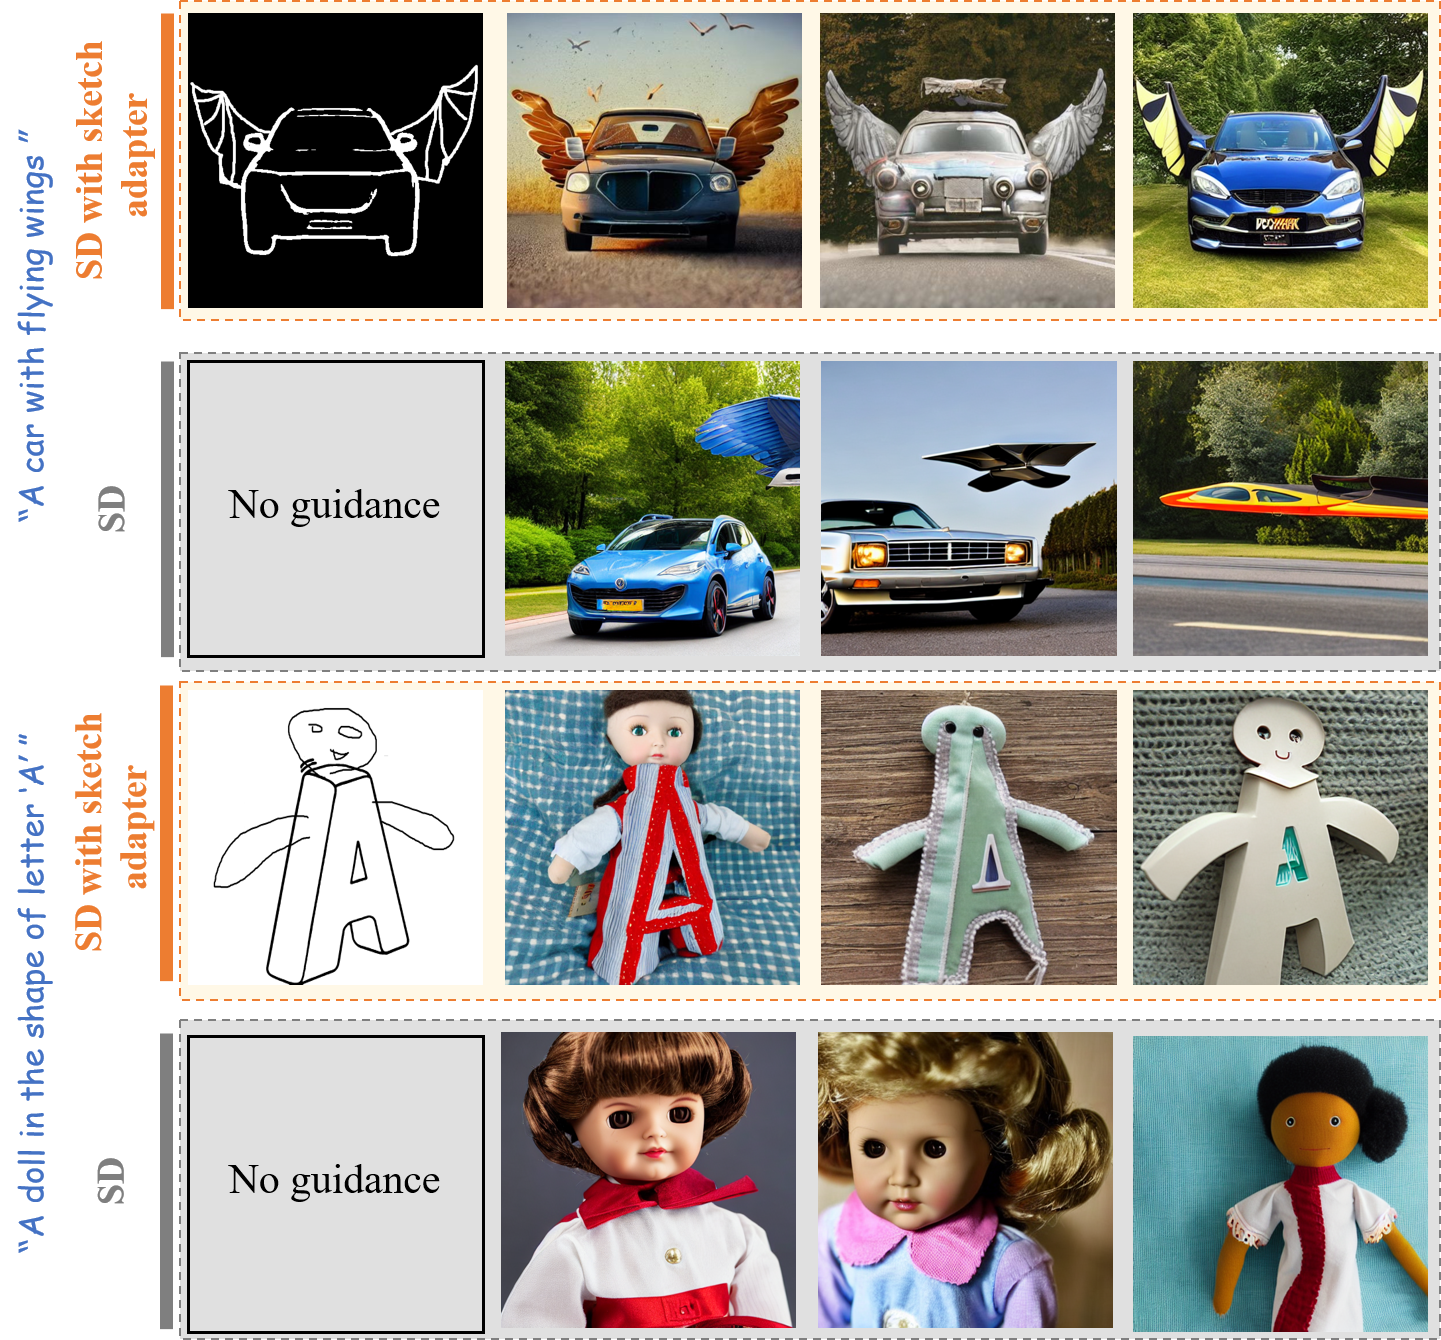 “A car with flying wings”
SD with sketch
adapter
SD
No guidance
“A doll in the shape of letter ‘A’”
SD with sketch
adapter
A
A
A
A
SD
No guidance